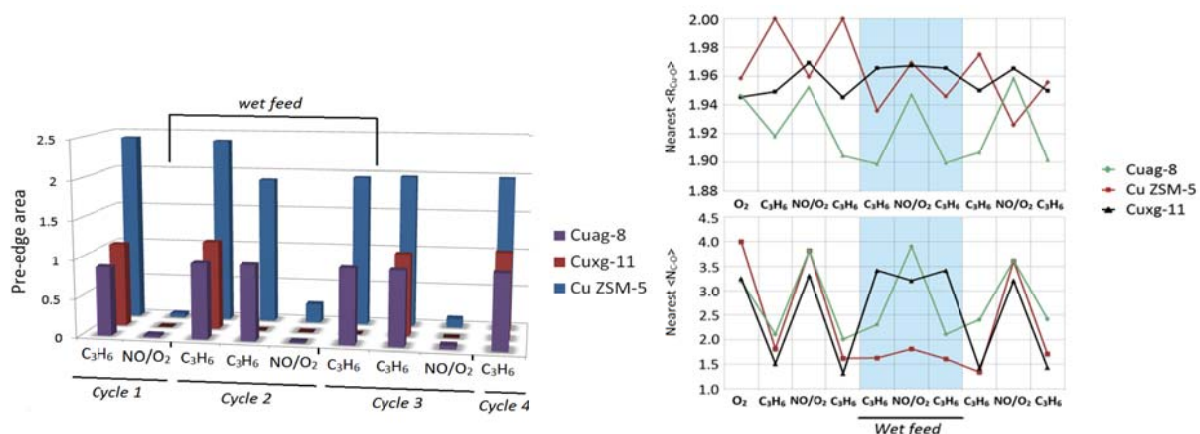 wet feed
Pre-edge area
2.5
2
1.5
1
0.5
0
C₃H₆ NO/O₂ C₃H₆ C₃H₆ NO/O₂ C₃H₆ C₃H₆ NO/O₂ C₃H₆
Cycle 1 Cycle 2 Cycle 3 Cycle 4
Cuag-8
Cuxg-11
Cu ZSM-5
Nearest <R_Cu-O>
2.00
1.98
1.96
1.94
1.92
1.90
1.88
O₂ C₃H₆ NO/O₂ C₃H₆ C₃H₆ NO/O₂ C₃H₆ C₃H₆ NO/O₂ C₃H₆
Nearest <N_C-O>
4.5
4.0
3.5
3.0
2.5
2.0
1.5
1.0
O₂ C₃H₆ NO/O₂ C₃H₆ C₃H₆ NO/O₂ C₃H₆ C₃H₆ NO/O₂ C₃H₆
Wet feed
Cuag-8
Cu ZSM-5
Cuxg-11